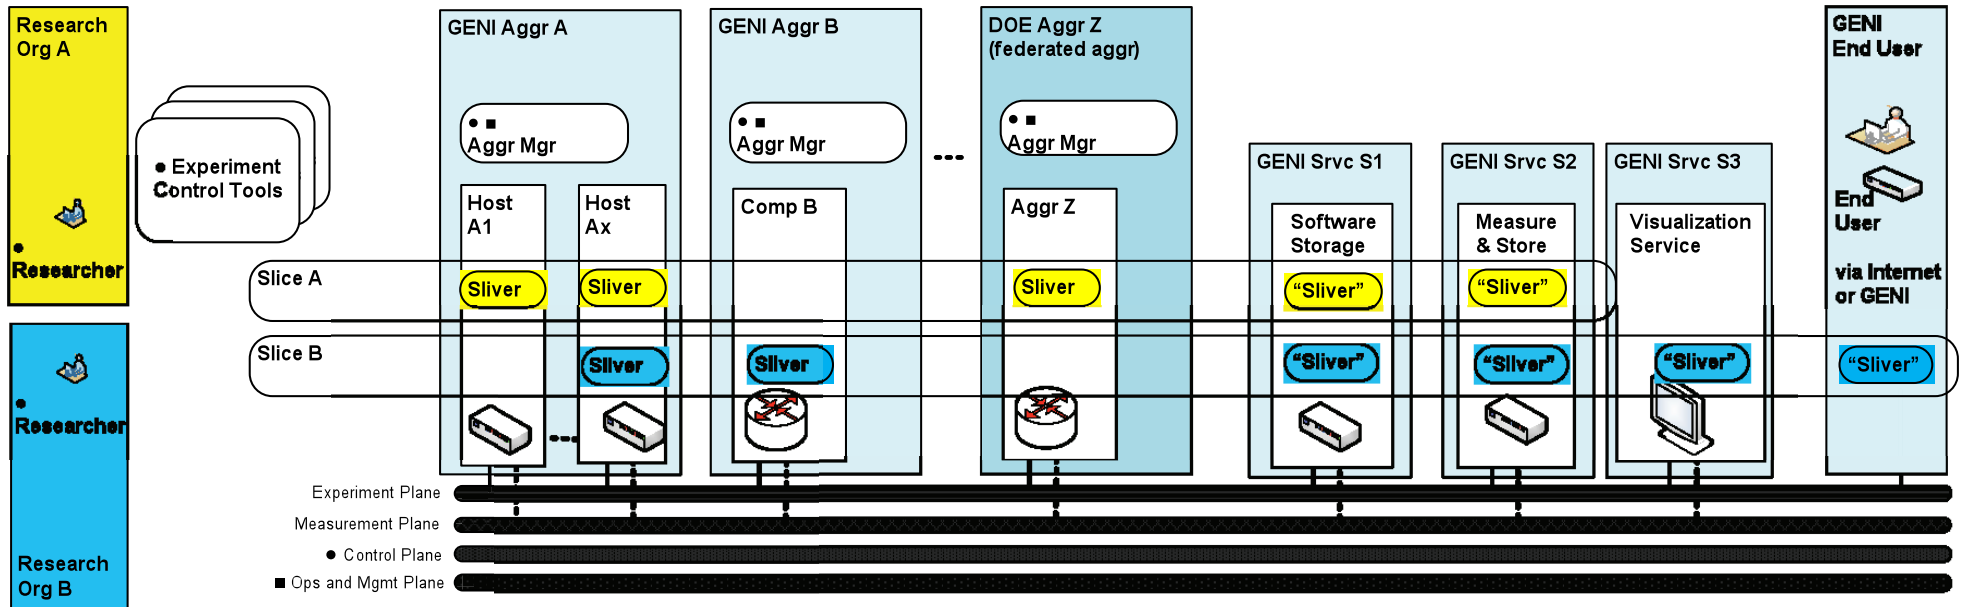 Research
Org A
● Researcher
● Experiment
Control Tools
GENI Aggr A
● ■
Aggr Mgr
Host
A1
Host
Ax
GENI Aggr B
● ■
Aggr Mgr
Comp B
DOE Aggr Z
(federated aggr)
● ■
Aggr Mgr
Aggr Z
GENI Srvc S1
Software
Storage
GENI Srvc S2
Measure
& Store
GENI Srvc S3
Visualization
Service
GENI
End User
End
User
via Internet
or GENI
Slice A
Sliver
Sliver
Sliver
“Sliver”
“Sliver”
Slice B
Sliver
Sliver
“Sliver”
“Sliver”
“Sliver”
“Sliver”
● Researcher
Research
Org B
Experiment Plane
Measurement Plane
● Control Plane
■ Ops and Mgmt Plane